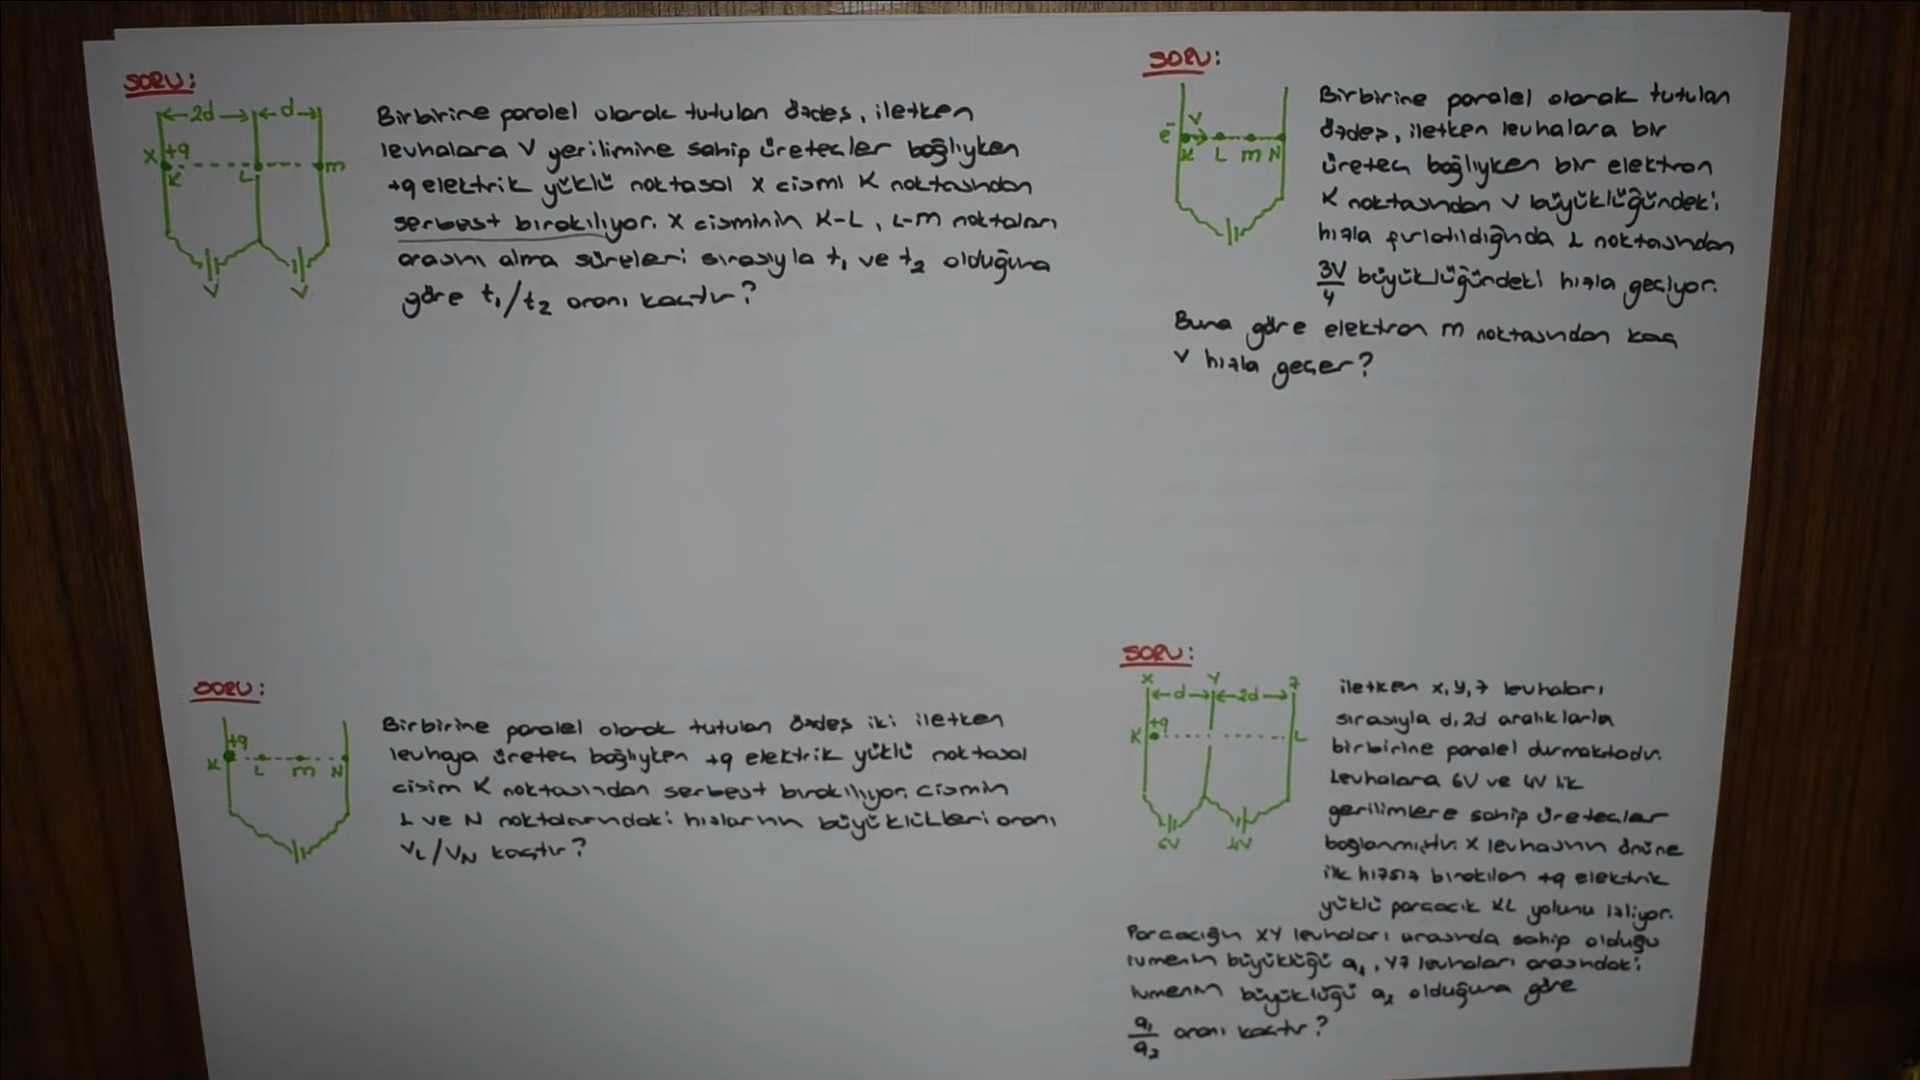 SORU:
2d d
X +q
K L m
V V
Birbirine paralel olarak tutulan özdeş, iletken
levhalara V gerilimine sahip üreteçler bağlıyken
+q elektrik yüklü noktasal X cismi K noktasından
serbest bırakılıyor. X cisminin K-L, L-m noktaları
arasını alma süreleri sırasıyla t₁ ve t₂ olduğuna
göre t₁/t₂ oranı kaçtır?
SORU:
e⁻ V
K L m N
Birbirine paralel olarak tutulan
özdeş, iletken levhalara bir
üreteç bağlıyken bir elektron
K noktasından V büyüklüğündeki
hızla fırlatıldığında L noktasından
3V/4 büyüklüğündeki hızla geçiyor.
Buna göre elektron m noktasından kaç
V hızla geçer?
SORU:
+q
K L m N
Birbirine paralel olarak tutulan özdeş iki iletken
levhaya üreteç bağlıyken +q elektrik yüklü noktasal
cisim K noktasından serbest bırakılıyor. Cismin
L ve N noktalarındaki hızlarının büyüklükleri oranı
VL/VN kaçtır?
SORU:
X Y Z
d 2d
+q
K L
6V 4V
iletken X, Y, Z levhaları
sırasıyla d, 2d aralıklarla
birbirine paralel durmaktadır.
Levhalara 6V ve 4V lik
gerilimlere sahip üreteçler
bağlanmıştır. X levhasının önüne
ilk hızsız bırakılan +q elektrik
yüklü parçacık KL yolunu izliyor.
Parçacığın XY levhaları arasında sahip olduğu
ivmenin büyüklüğü a₁, YZ levhaları arasındaki
ivmenin büyüklüğü a₂ olduğuna göre
a₁/a₂ oranı kaçtır?